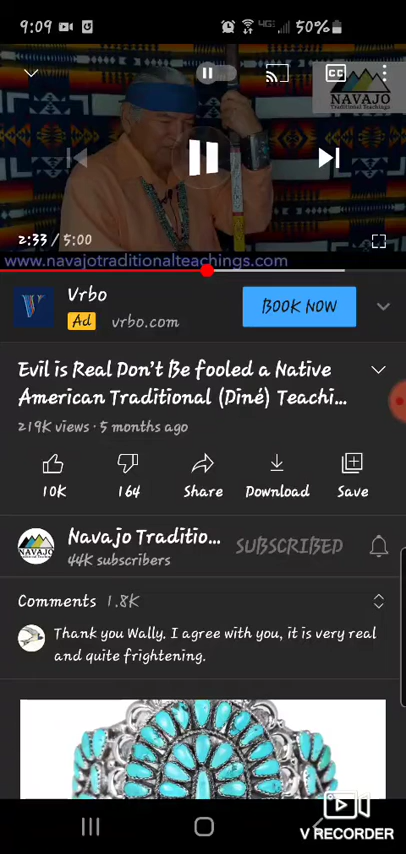 9:09 4G 50%
CC
NAVAJO
Traditional Teachings
2:33 / 5:00
www.navajotraditionalteachings.com
Vrbo
BOOK NOW
Ad vrbo.com
Evil is Real Don't Be fooled a Native
American Traditional (Diné) Teachi...
219K views · 5 months ago
10K 164 Share Download Save
Navajo Traditio... SUBSCRIBED
44K subscribers
NAVAJO
Comments 1.8K
Thank you Wally. I agree with you, it is very real
and quite frightening.
V RECORDER